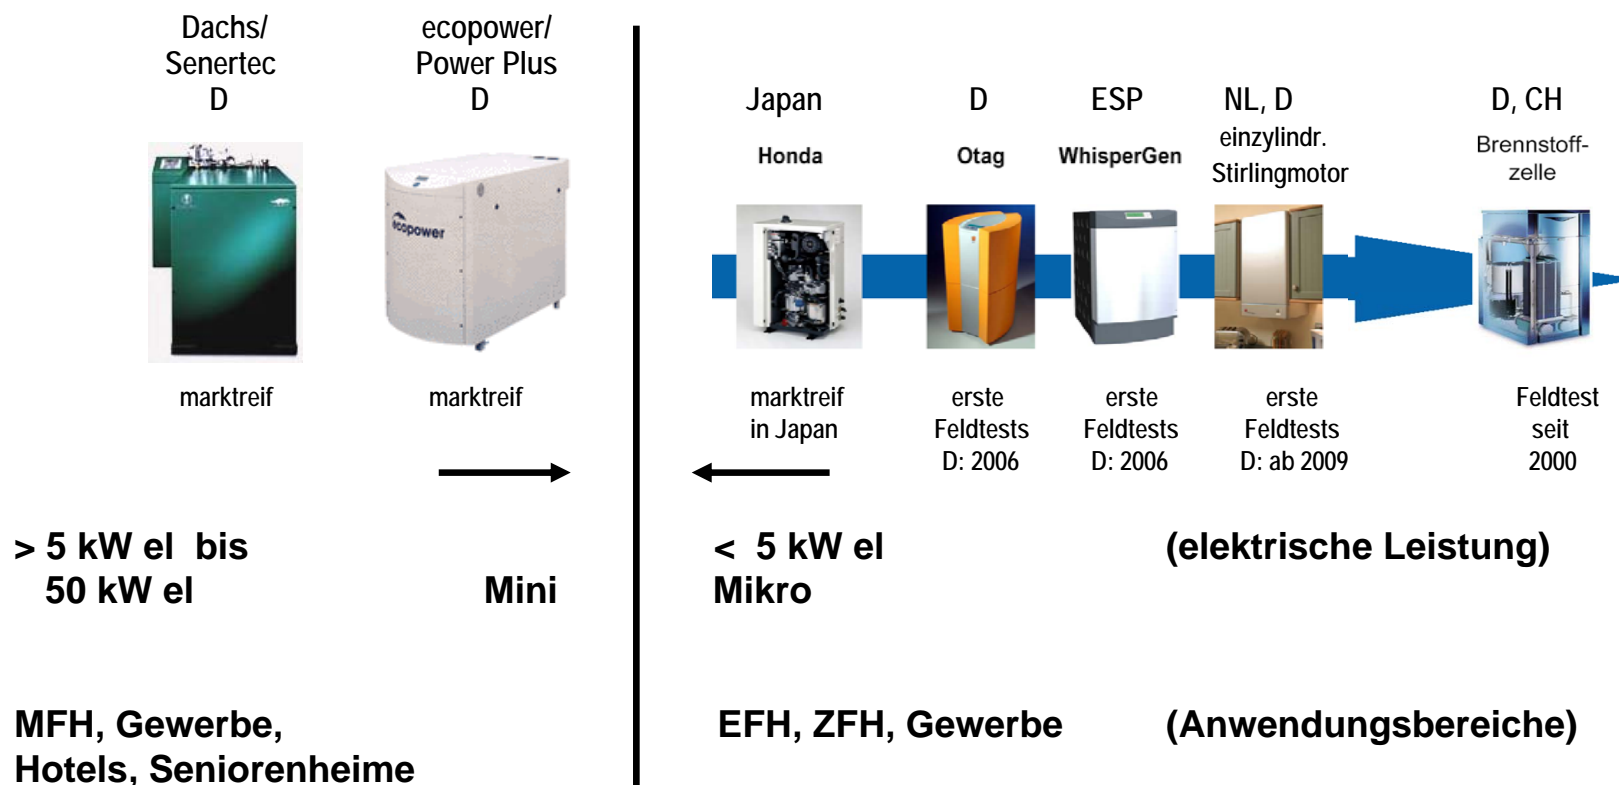 Dachs/
Senertec
D
ecopower/
Power Plus
D
Japan
Honda
D
Otag
ESP
WhisperGen
NL, D
einzylindr.
Stirlingmotor
D, CH
Brennstoff-
zelle
ecopower
marktreif
marktreif
marktreif
in Japan
erste
Feldtests
D: 2006
erste
Feldtests
D: 2006
erste
Feldtests
D: ab 2009
Feldtest
seit
2000
> 5 kW el bis
50 kW el
Mini
< 5 kW el
Mikro
(elektrische Leistung)
MFH, Gewerbe,
Hotels, Seniorenheime
EFH, ZFH, Gewerbe
(Anwendungsbereiche)